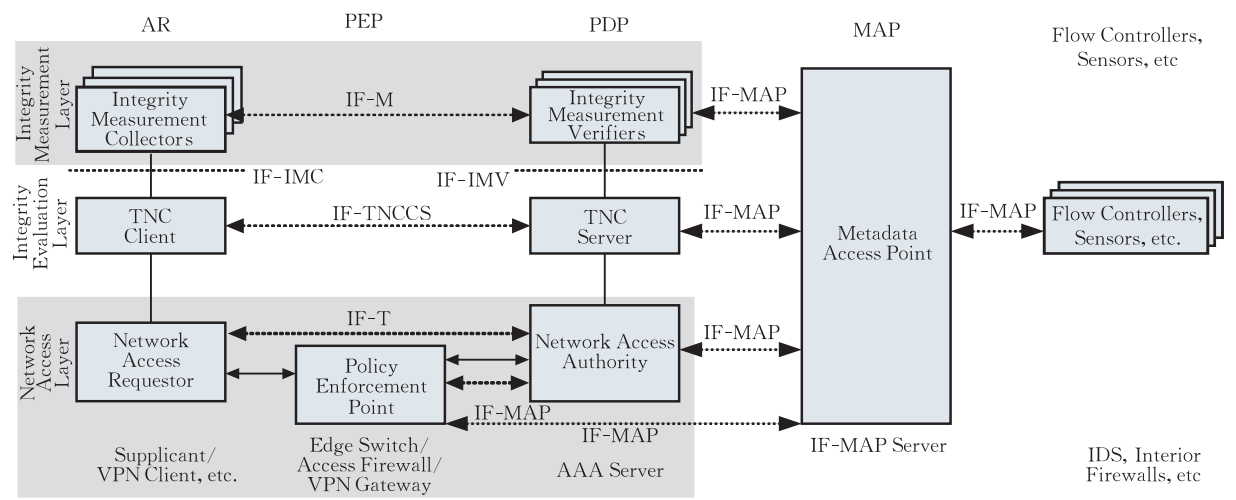 AR
PEP
PDP
MAP
Flow Controllers,
Sensors, etc
Integrity
Measurement
Layer
Integrity
Measurement
Collectors
IF-M
Integrity
Measurement
Verifiers
IF-MAP
IF-IMC
IF-IMV
Integrity
Evaluation
Layer
TNC
Client
IF-TNCCS
TNC
Server
IF-MAP
Metadata
Access Point
IF-MAP
Flow Controllers,
Sensors, etc.
Network
Access
Layer
Network
Access
Requestor
IF-T
Policy
Enforcement
Point
Network Access
Authority
IF-MAP
IF-MAP
IF-MAP
Supplicant/
VPN Client, etc.
Edge Switch/
Access Firewall/
VPN Gateway
AAA Server
IF-MAP Server
IDS, Interior
Firewalls, etc